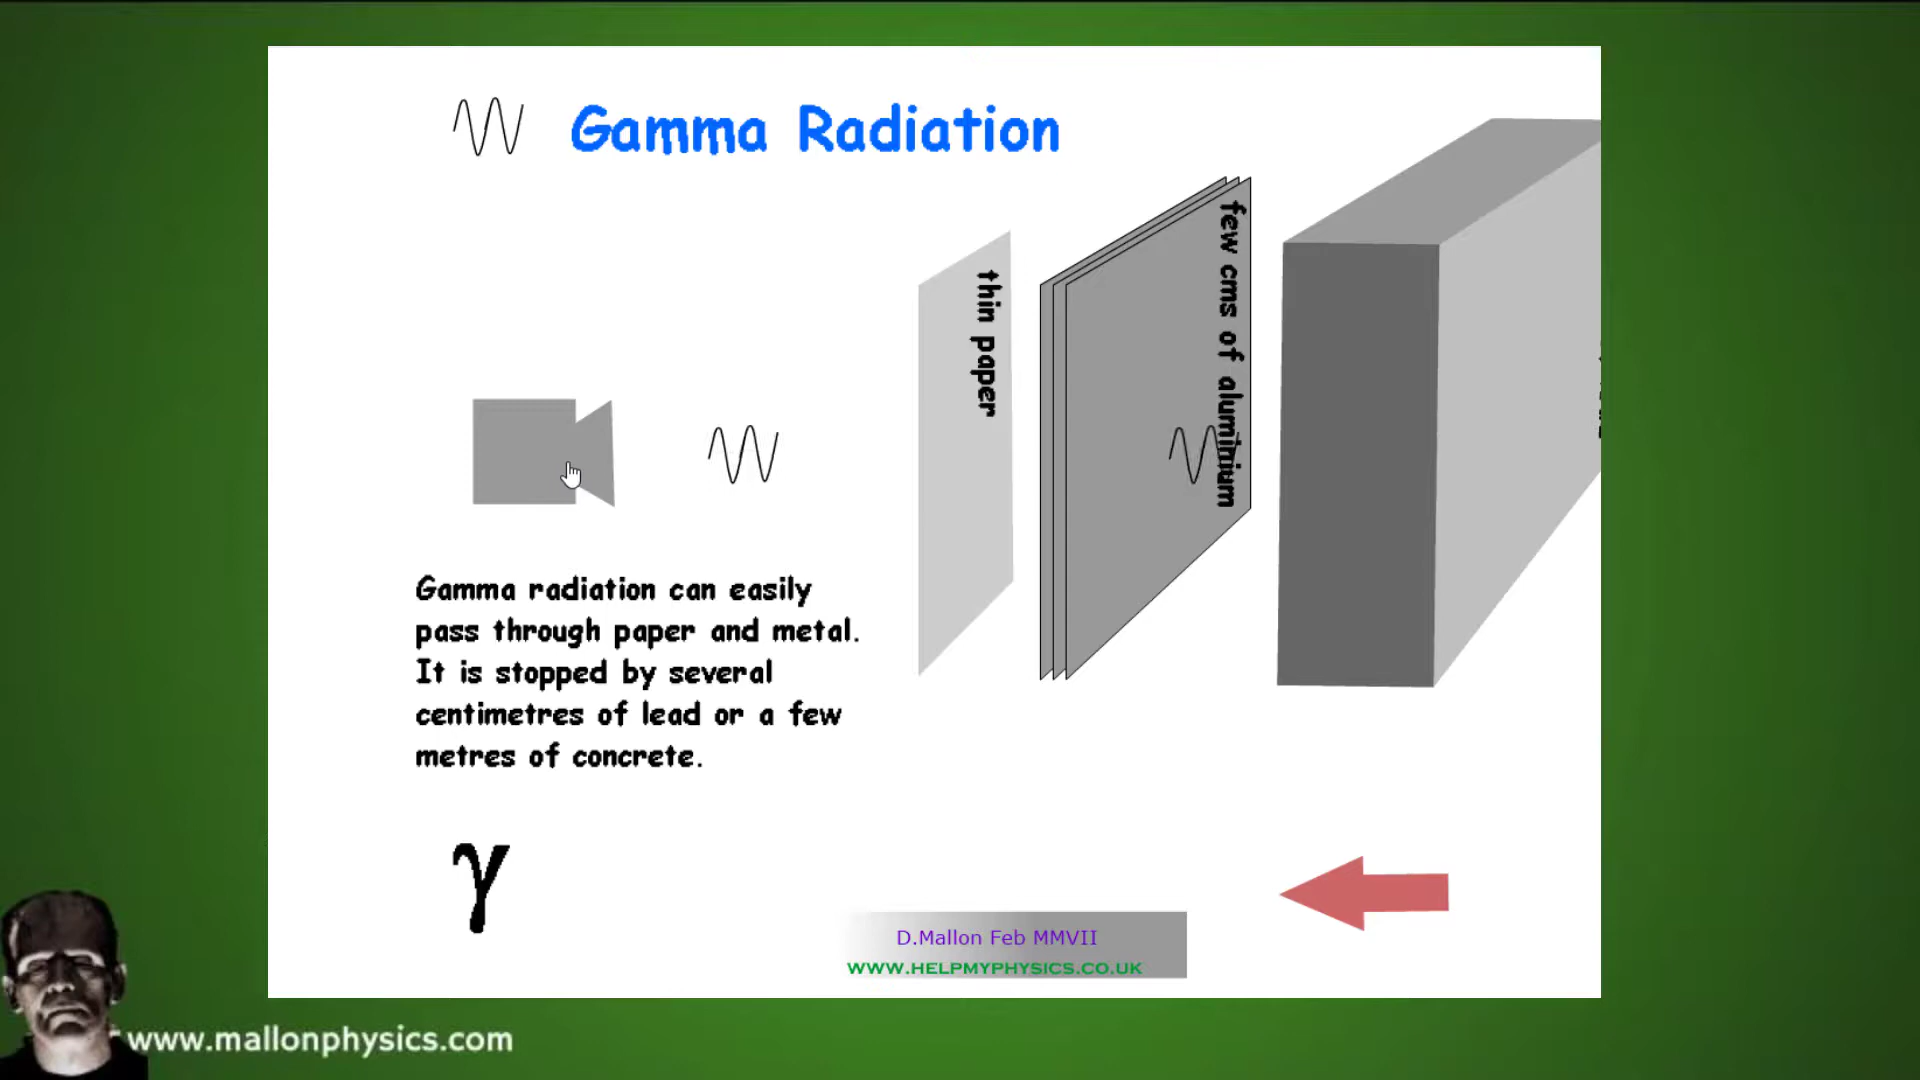 Gamma Radiation
thin paper
few cms of aluminium
Gamma radiation can easily
pass through paper and metal.
It is stopped by several
centimetres of lead or a few
metres of concrete.
γ
D.Mallon Feb MMVII
WWW.HELPMYPHYSICS.CO.UK
www.mallonphysics.com